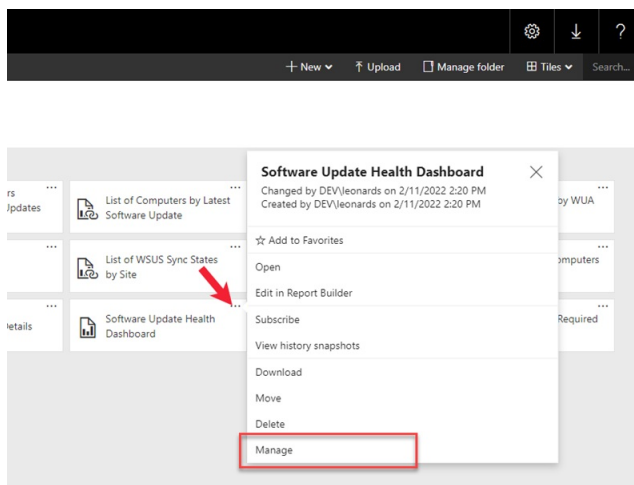 New
Upload
Manage folder
Tiles
Search...
rs
Updates
List of Computers by Latest
Software Update
List of WSUS Sync States
by Site
Details
Software Update Health
Dashboard
Software Update Health Dashboard
Changed by DEV\leonards on 2/11/2022 2:20 PM
Created by DEV\leonards on 2/11/2022 2:20 PM
Add to Favorites
Open
Edit in Report Builder
Subscribe
View history snapshots
Download
Move
Delete
Manage
by WUA
omputers
Required